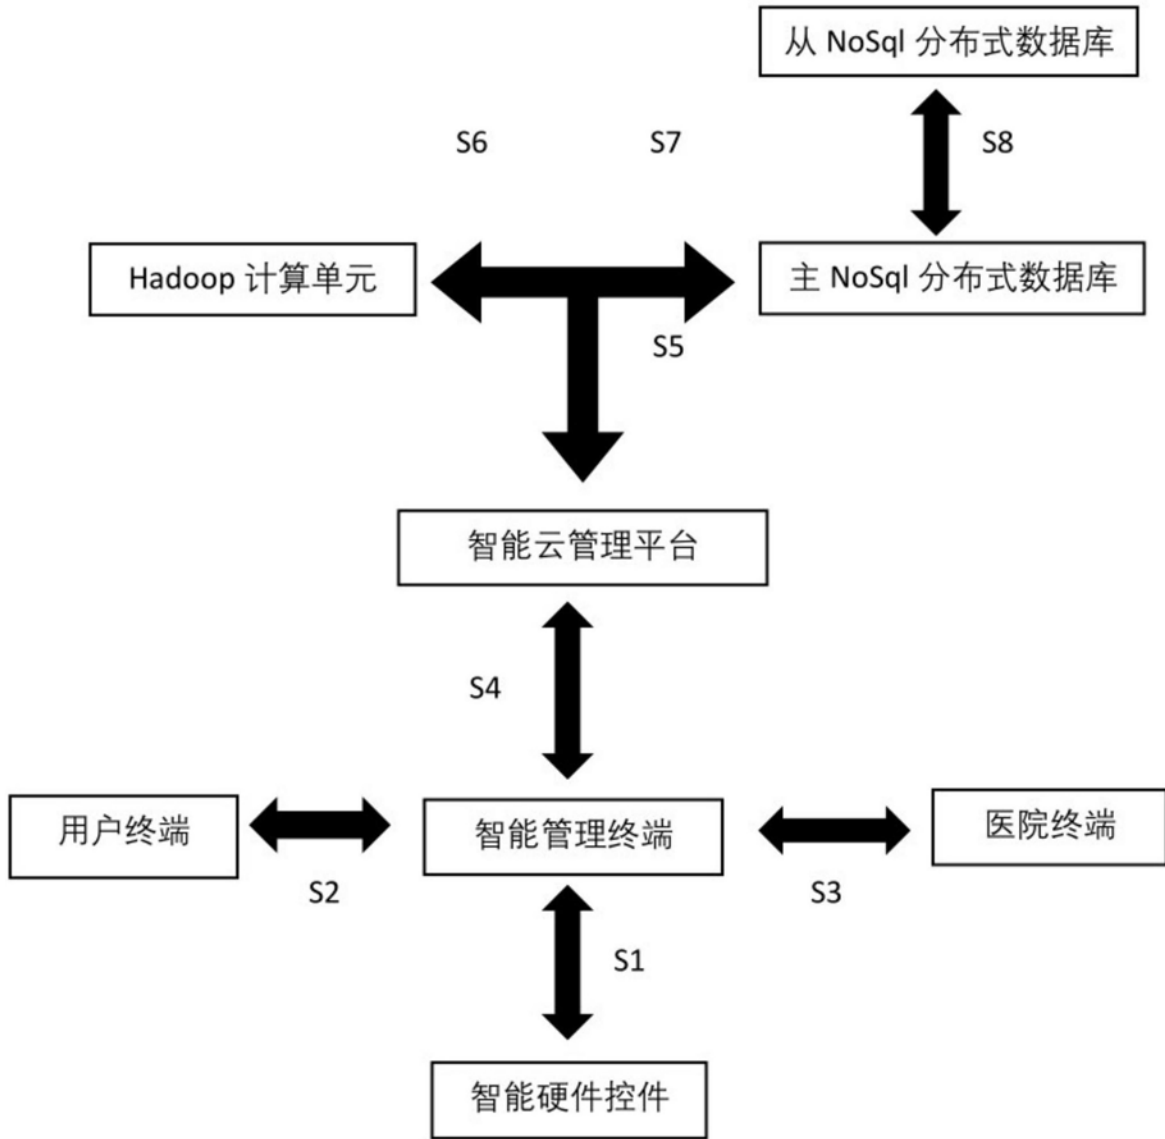 从 NoSql 分布式数据库
S6
S7
S8
Hadoop 计算单元
主 NoSql 分布式数据库
S5
智能云管理平台
S4
用户终端
智能管理终端
医院终端
S2
S3
S1
智能硬件控件